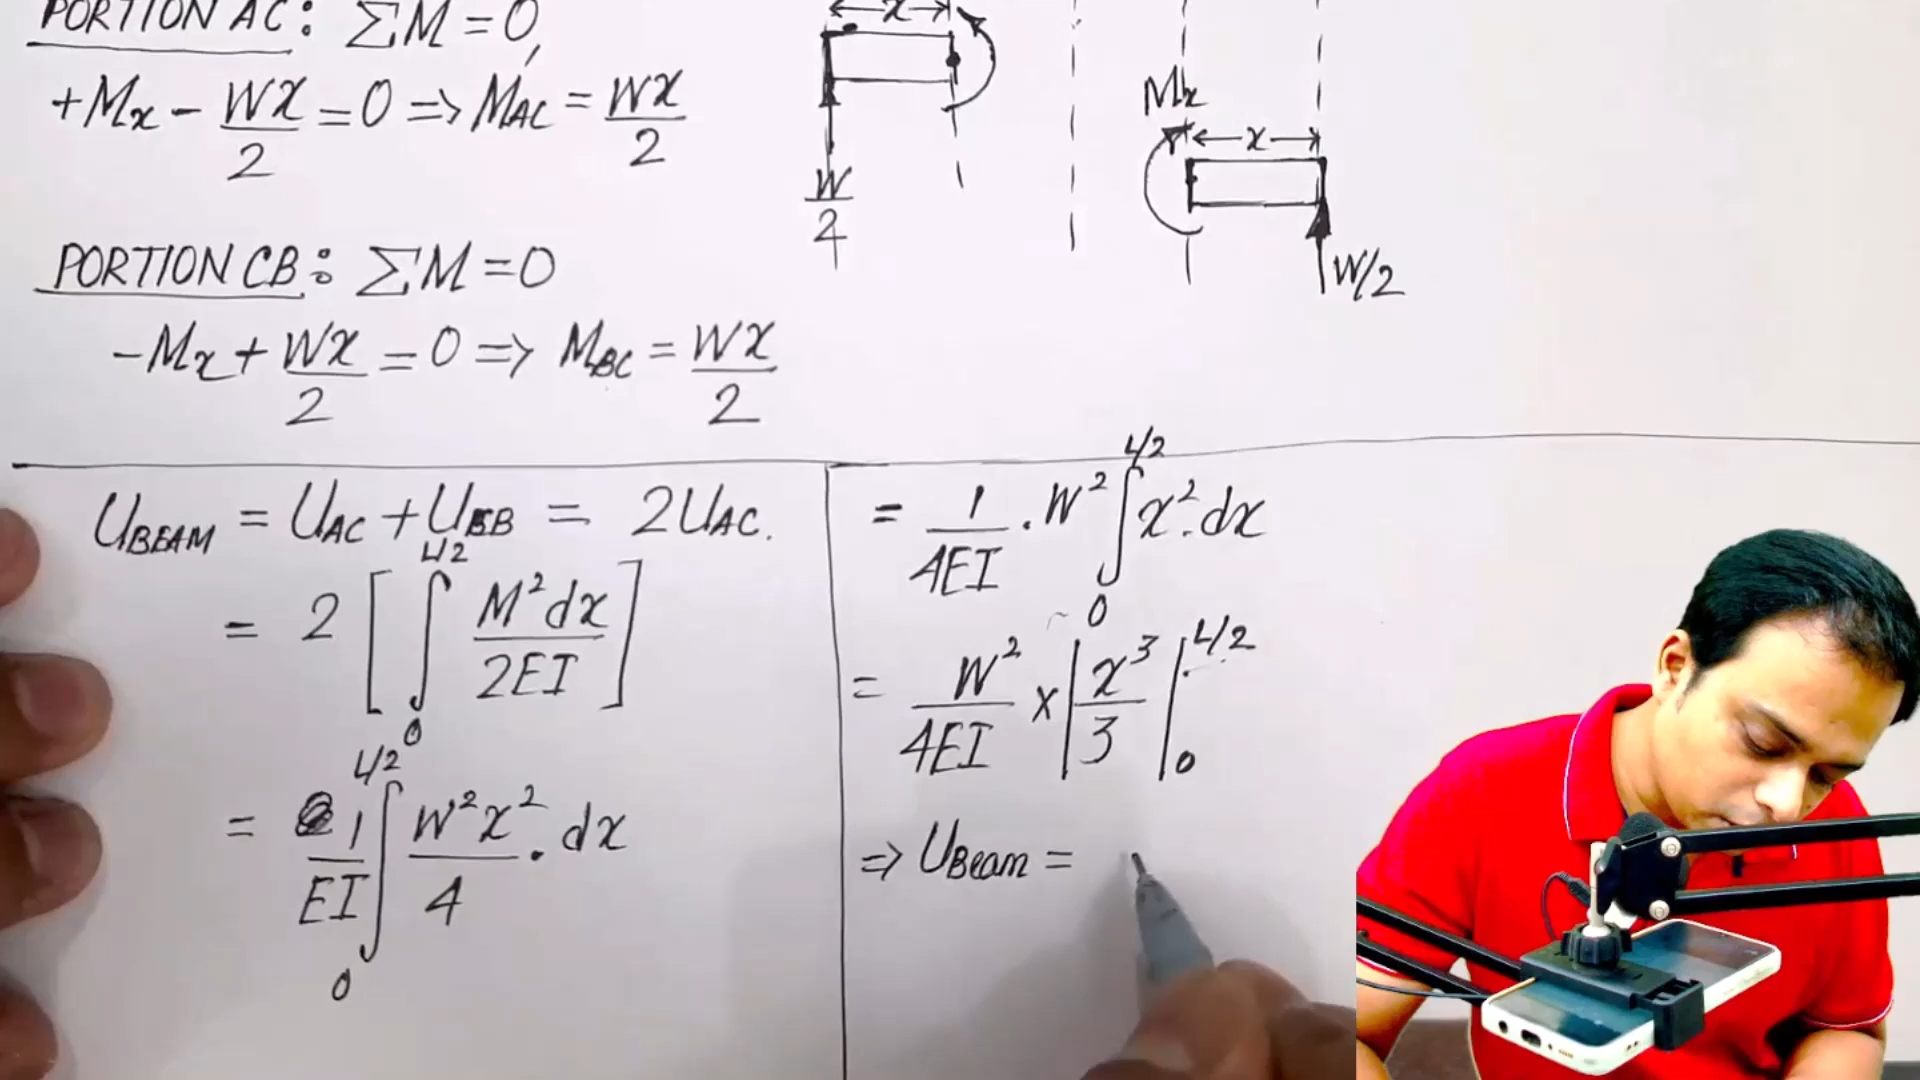 PORTION AC: ΣM = 0,
+Mx - WX/2 = 0 => MAC = WX/2
x
W/2
Mx
x
W/2
PORTION CB: ΣM = 0
-Mx + WX/2 = 0 => MBC = WX/2
UBEAM = UAC + UBB = 2UAC.
= 2 [ ∫₀^{L/2} M²dx/2EI ]
= 1/EI ∫₀^{L/2} W²x²/4 . dx
= 1/4EI . W² ∫₀^{L/2} x².dx
= W²/4EI × |x³/3|₀^{L/2}
=> UBeam =